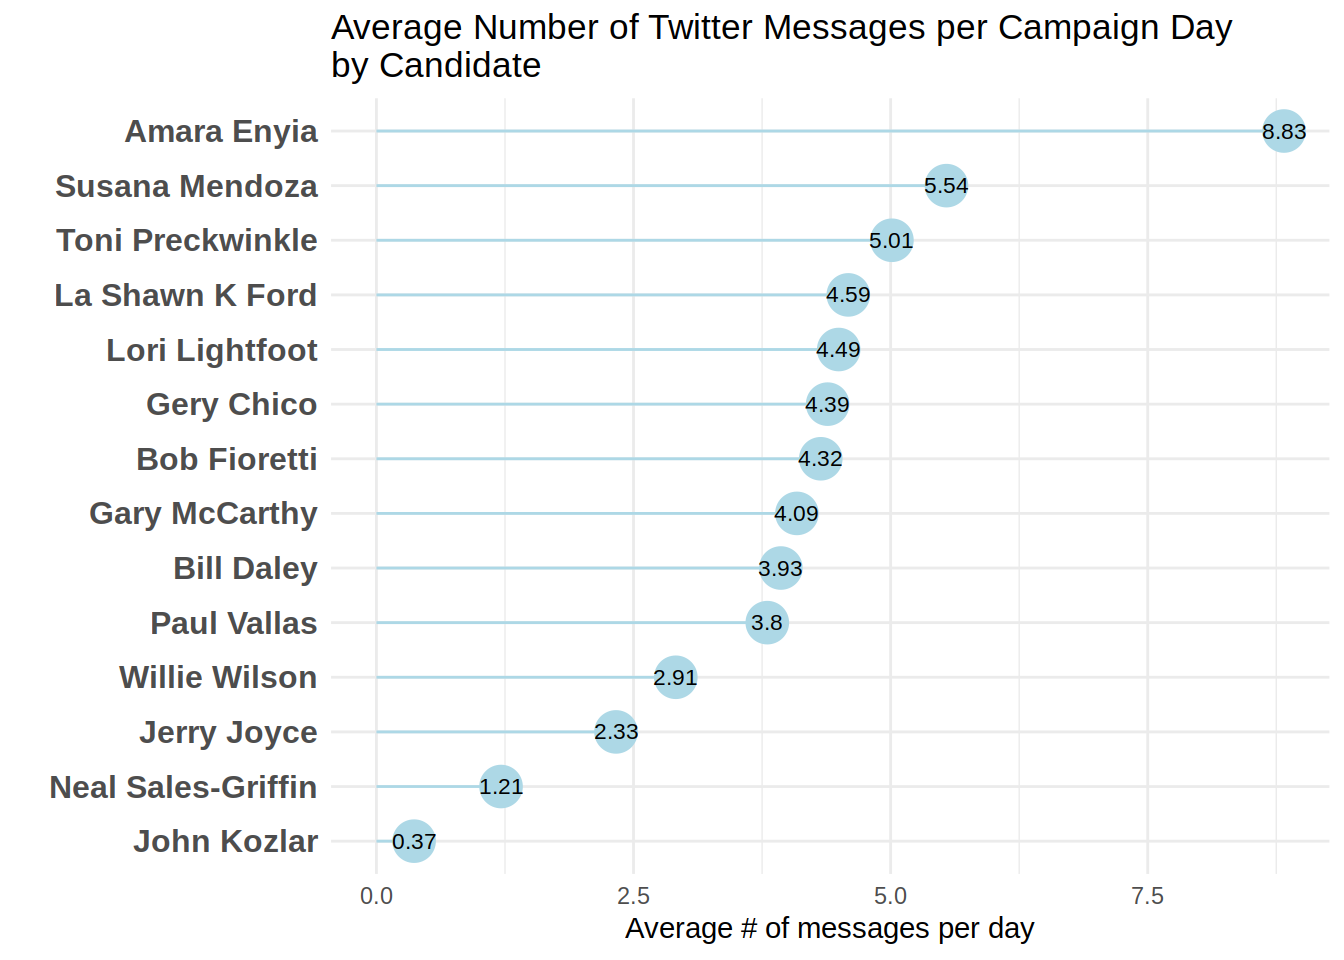 Average Number of Twitter Messages per Campaign Day
by Candidate
Amara Enyia 8.83
Susana Mendoza 5.54
Toni Preckwinkle 5.01
La Shawn K Ford 4.59
Lori Lightfoot 4.49
Gery Chico 4.39
Bob Fioretti 4.32
Gary McCarthy 4.09
Bill Daley 3.93
Paul Vallas 3.8
Willie Wilson 2.91
Jerry Joyce 2.33
Neal Sales-Griffin 1.21
John Kozlar 0.37
0.0 2.5 5.0 7.5
Average # of messages per day